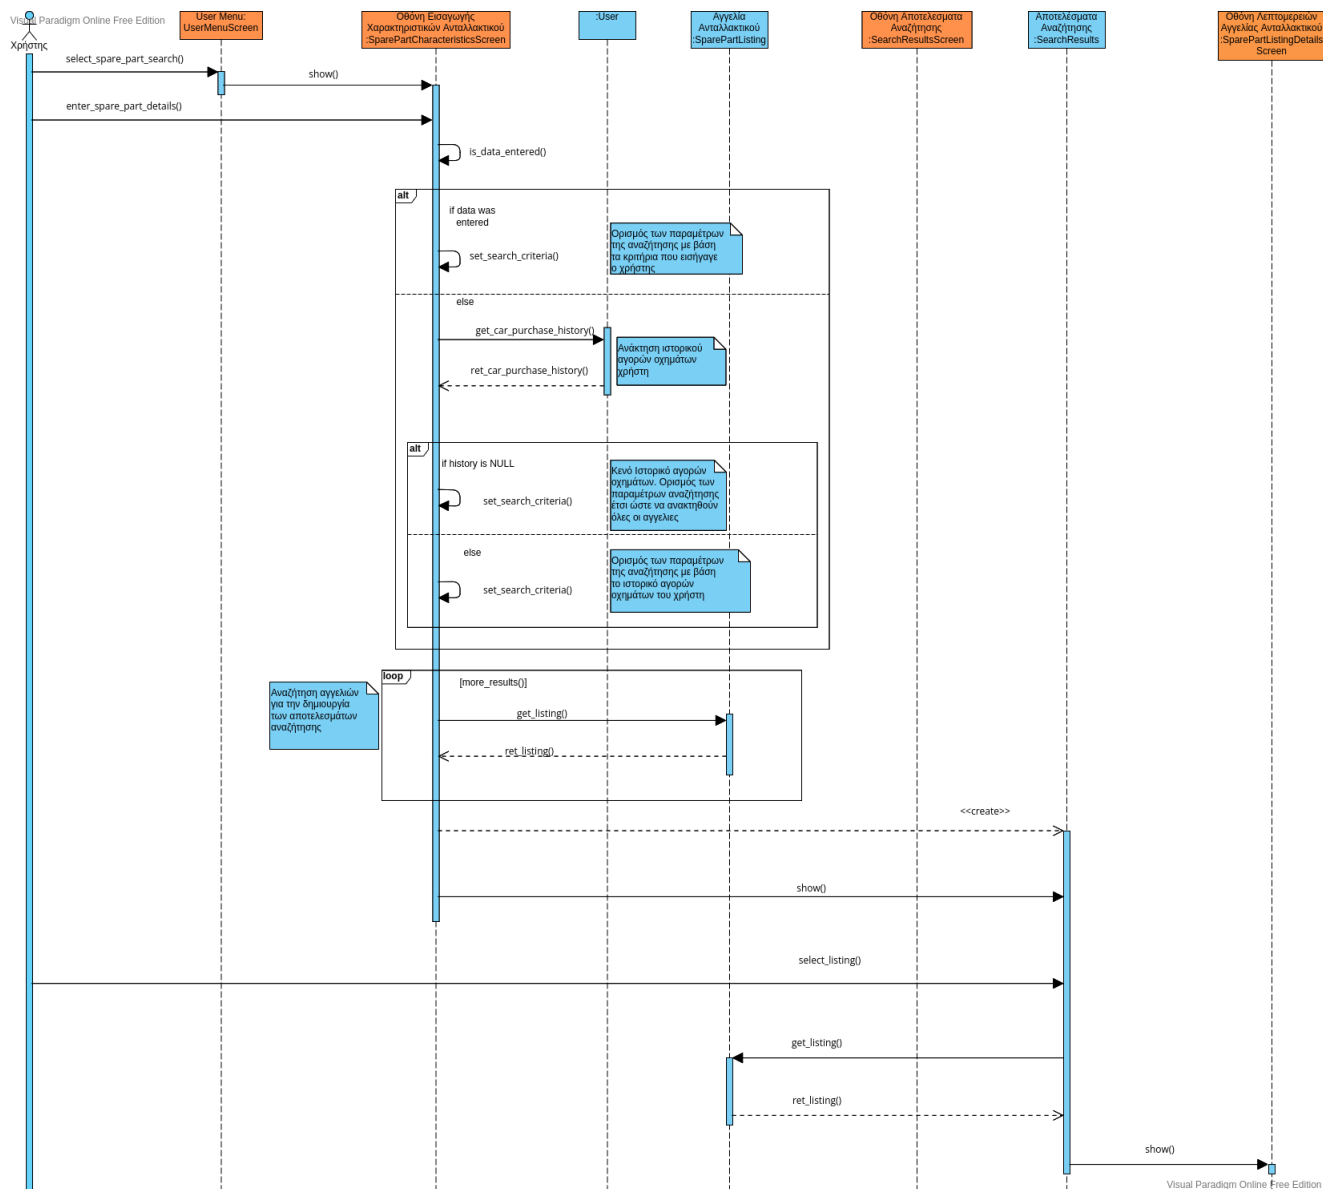 Visual Paradigm Online Free Edition
Χρήστης
User Menu:
UserMenuScreen
Οθόνη Εισαγωγής
Χαρακτηριστικών Ανταλλακτικού
:SparePartCharacteristicsScreen
:User
Αγγελία
Ανταλλακτικού
:SparePartListing
Οθόνη Αποτελεσματα
Αναζήτησης
:SearchResultsScreen
Αποτελέσματα
Αναζήτησης
:SearchResults
Οθόνη Λεπτομερειών
Αγγελίας Ανταλλακτικού
:SparePartListingDetails
Screen
select_spare_part_search()
show()
enter_spare_part_details()
is_data_entered()
alt
if data was
entered
set_search_criteria()
Ορισμός των παραμέτρων
της αναζήτησης με βάση
τα κριτήρια που εισήγαγε
ο χρήστης
else
get_car_purchase_history()
Ανάκτηση ιστορικού
αγορών οχημάτων
χρήστη
ret_car_purchase_history()
alt
if history is NULL
set_search_criteria()
Κενό Ιστορικό αγορών
οχημάτων. Ορισμός των
παραμέτρων αναζήτησης
έτσι ώστε να ανακτηθούν
όλες οι αγγελιες
else
set_search_criteria()
Ορισμός των παραμέτρων
της αναζήτησης με βάση
το ιστορικό αγορών
οχημάτων του χρήστη
loop
[more_results()]
Αναζήτηση αγγελιών
για την δημιουργία
των αποτελεσμάτων
αναζήτησης
get_listing()
ret_listing()
<<create>>
show()
select_listing()
get_listing()
ret_listing()
show()
Visual Paradigm Online Free Edition